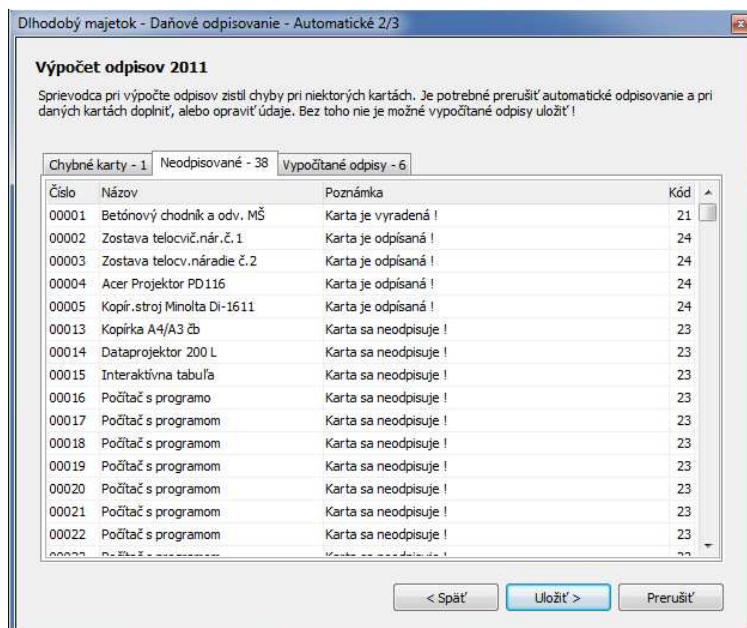 Dlhodobý majetok - Daňové odpisovanie - Automatické 2/3
Výpočet odpisov 2011
Sprievodca pri výpočte odpisov zistil chyby pri niektorých kartách. Je potrebné prerušiť automatické odpisovanie a pri
daných kartách doplniť, alebo opraviť údaje. Bez toho nie je možné vypočítané odpisy uložiť !
Chybné karty - 1 Neodpisované - 38 Vypočítané odpisy - 6
Číslo Názov Poznámka Kód
00001 Betónový chodník a odv. MŠ Karta je vyradená ! 21
00002 Zostava telocvič.nár.č.1 Karta je odpísaná ! 24
00003 Zostava telocv.náradie č.2 Karta je odpísaná ! 24
00004 Acer Projektor PD116 Karta je odpísaná ! 24
00005 Kopír.stroj Minolta Di-1611 Karta je odpísaná ! 24
00013 Kopírka A4/A3 čb Karta sa neodpisuje ! 23
00014 Dataprojektor 200 L Karta sa neodpisuje ! 23
00015 Interaktívna tabuľa Karta sa neodpisuje ! 23
00016 Počítač s programo Karta sa neodpisuje ! 23
00017 Počítač s programom Karta sa neodpisuje ! 23
00018 Počítač s programom Karta sa neodpisuje ! 23
00019 Počítač s programom Karta sa neodpisuje ! 23
00020 Počítač s programom Karta sa neodpisuje ! 23
00021 Počítač s programom Karta sa neodpisuje ! 23
00022 Počítač s programom Karta sa neodpisuje ! 23
< Späť Uložiť > Prerušiť